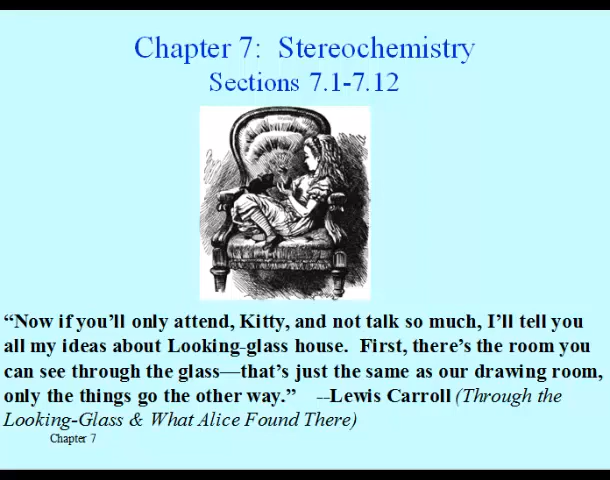 Chapter 7:  Stereochemistry
Sections 7.1-7.12
“Now if you’ll only attend, Kitty, and not talk so much, I’ll tell you
all my ideas about Looking-glass house.  First, there’s the room you
can see through the glass—that’s just the same as our drawing room,
only the things go the other way.”   --Lewis Carroll (Through the
Looking-Glass & What Alice Found There)
Chapter 7